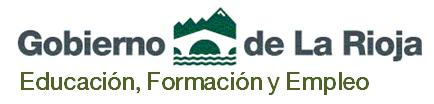 Gobierno de La Rioja
Educación, Formación y Empleo